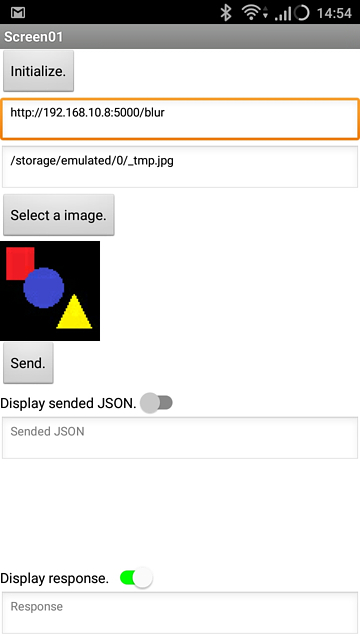 14:54
Screen01
Initialize.
http://192.168.10.8:5000/blur
/storage/emulated/0/_tmp.jpg
Select a image.
Send.
Display sended JSON.
Sended JSON
Display response.
Response